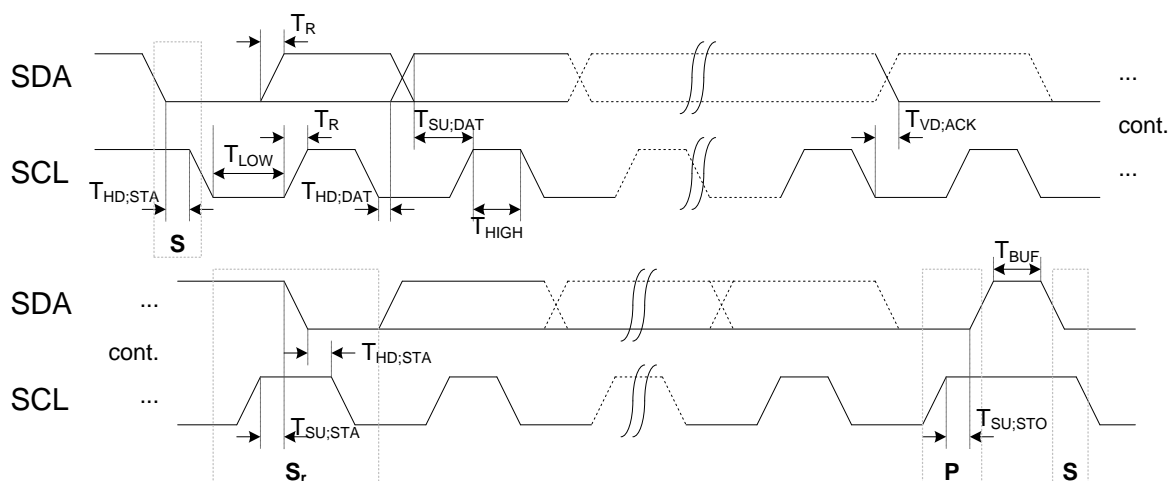 T_R
SDA
...
T_R
T_SU;DAT
T_VD;ACK
cont.
T_LOW
SCL
...
T_HD;STA
T_HD;DAT
T_HIGH
S
T_BUF
SDA
...
cont.
T_HD;STA
SCL
...
T_SU;STA
T_SU;STO
S_r
P
S